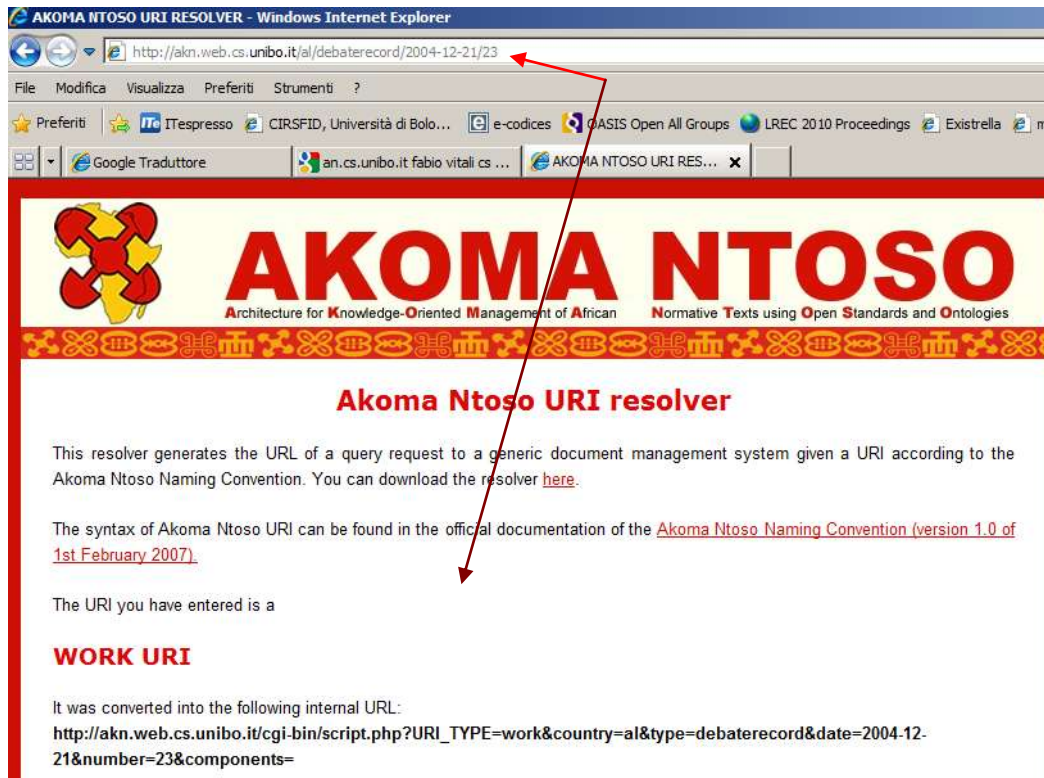 AKOMA NTOSO URI RESOLVER - Windows Internet Explorer
http://akn.web.cs.unibo.it/al/debaterecord/2004-12-21/23
File Modifica Visualizza Preferiti Strumenti ?
Preferiti ITe ITespresso CIRSFID, Università di Bolo... e-codices OASIS Open All Groups LREC 2010 Proceedings Existrella
Google Traduttore an.cs.unibo.it fabio vitali cs ... AKOMA NTOSO URI RES... X
AKOMA NTOSO
Architecture for Knowledge-Oriented Management of African Normative Texts using Open Standards and Ontologies
Akoma Ntoso URI resolver
This resolver generates the URL of a query request to a generic document management system given a URI according to the
Akoma Ntoso Naming Convention. You can download the resolver here.
The syntax of Akoma Ntoso URI can be found in the official documentation of the Akoma Ntoso Naming Convention (version 1.0 of
1st February 2007).
The URI you have entered is a
WORK URI
It was converted into the following internal URL:
http://akn.web.cs.unibo.it/cgi-bin/script.php?URI_TYPE=work&country=al&type=debaterecord&date=2004-12-
21&number=23&components=